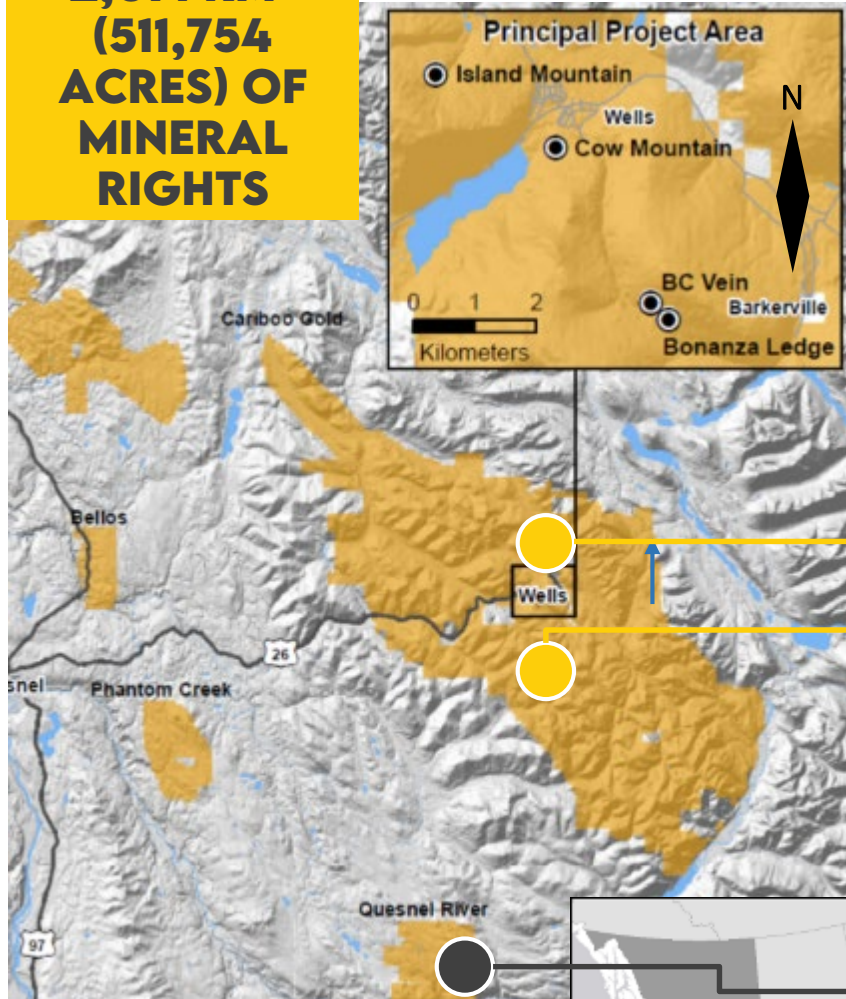 (511,754
ACRES) OF
MINERAL
RIGHTS
Principal Project Area
Island Mountain
N
Wells
Cow Mountain
BC Vein
0 1 2
Barkerville
Kilometers
Bonanza Ledge
Cariboo Gold
Bellos
Wells
26
snel
Phantom Creek
Quesnel River
97